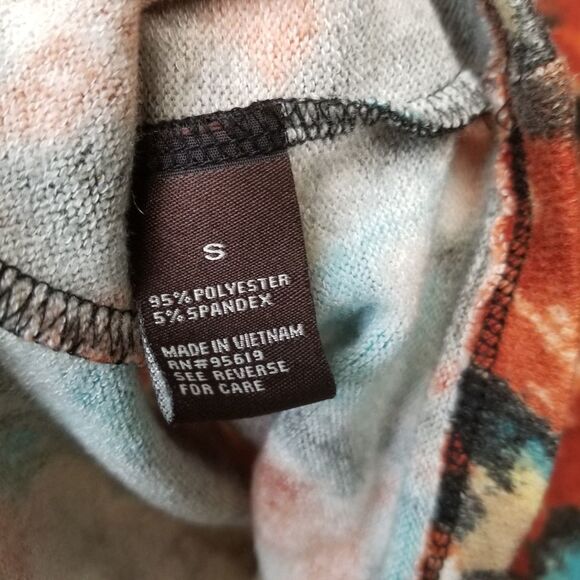 S
95% POLYESTER
5% SPANDEX
MADE IN VIETNAM
RN#95619
SEE REVERSE
FOR CARE